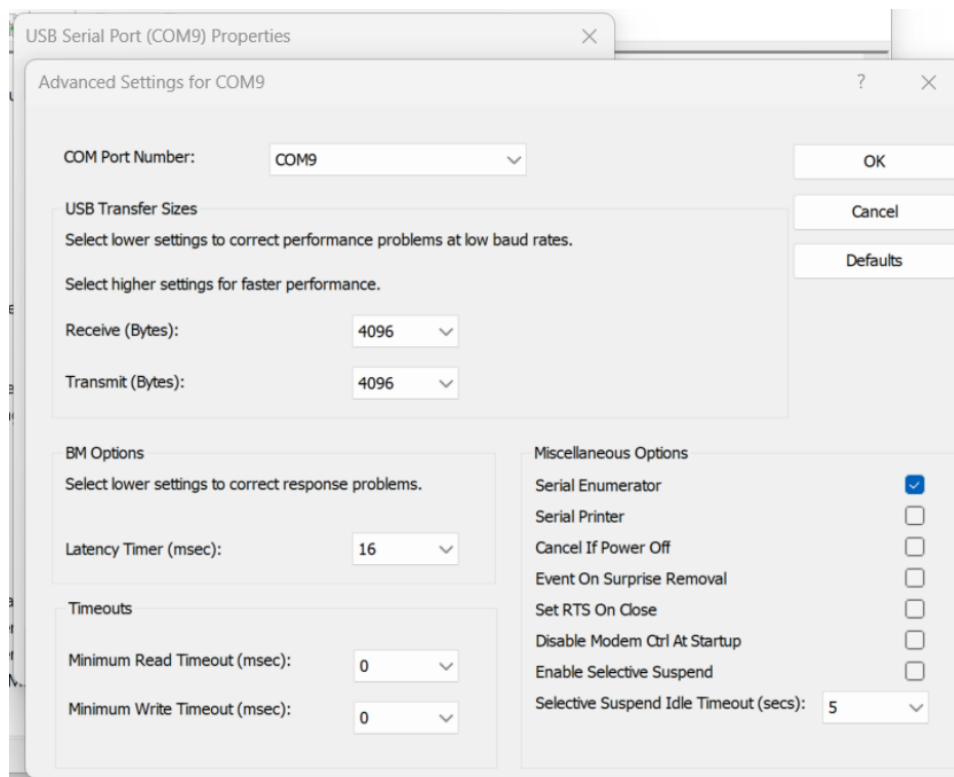 USB Serial Port (COM9) Properties
Advanced Settings for COM9
?
COM Port Number:
COM9
OK
USB Transfer Sizes
Cancel
Select lower settings to correct performance problems at low baud rates.
Defaults
Select higher settings for faster performance.
Receive (Bytes):
4096
Transmit (Bytes):
4096
BM Options
Select lower settings to correct response problems.
Latency Timer (msec):
16
Timeouts
Minimum Read Timeout (msec):
0
Minimum Write Timeout (msec):
0
Miscellaneous Options
Serial Enumerator
Serial Printer
Cancel If Power Off
Event On Surprise Removal
Set RTS On Close
Disable Modem Ctrl At Startup
Enable Selective Suspend
Selective Suspend Idle Timeout (secs):
5